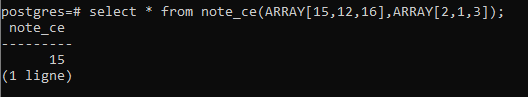 postgres=# select * from note_ce(ARRAY[15,12,16],ARRAY[2,1,3]);
note_ce
---------
15
(1 ligne)